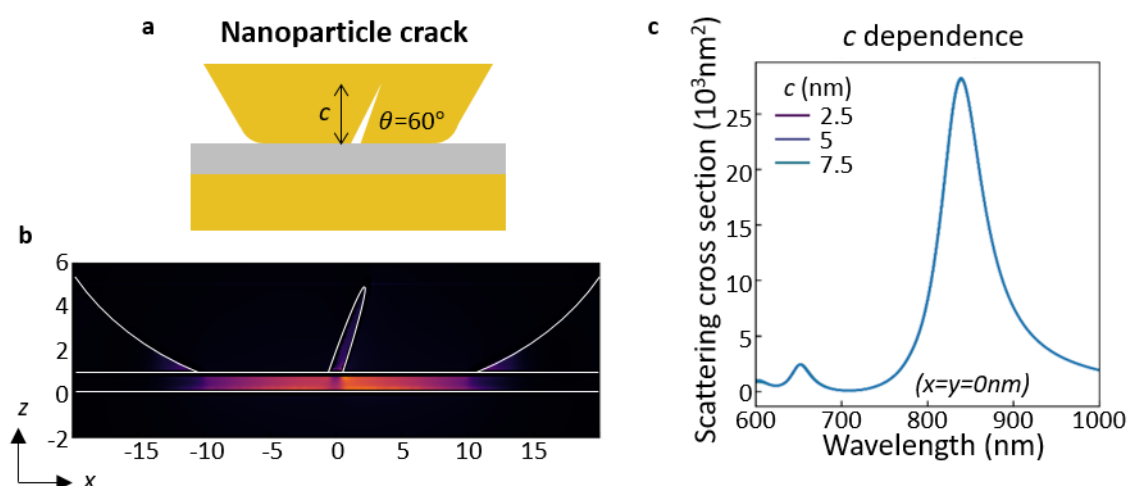 a Nanoparticle crack
c
θ=60°
b
6
4
2
0
-2
-15 -10 -5 0 5 10 15
z
x
c c dependence
Scattering cross section (10³nm²)
25
20
15
10
5
0
c (nm)
2.5
5
7.5
(x=y=0nm)
600 700 800 900 1000
Wavelength (nm)